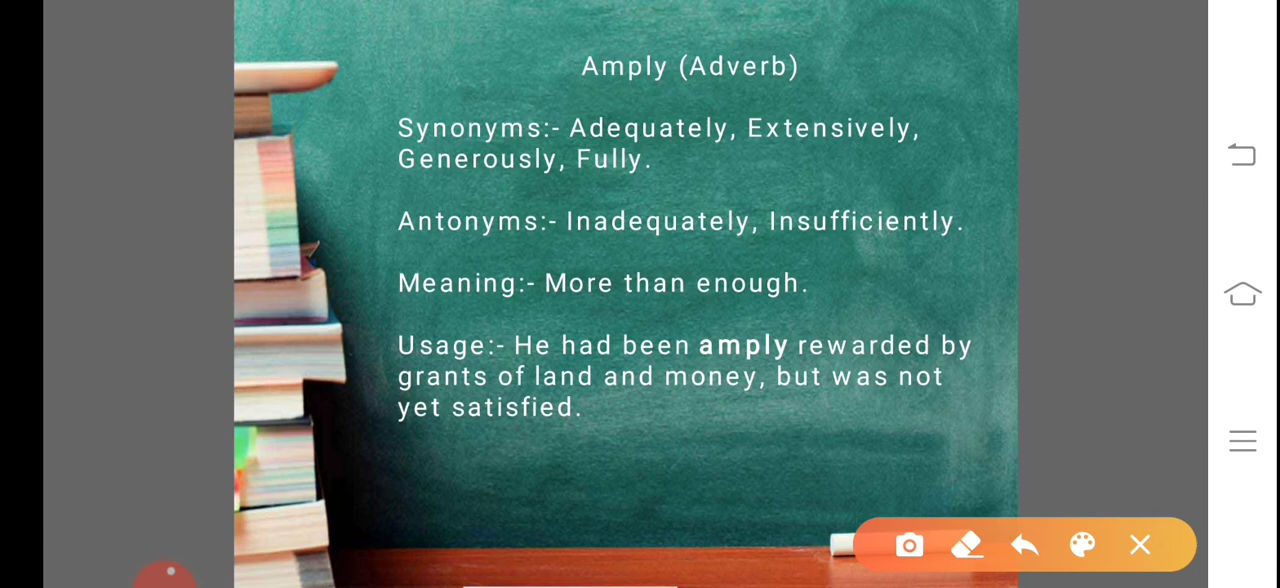 Amply (Adverb)
Synonyms:- Adequately, Extensively,
Generously, Fully.
Antonyms:- Inadequately, Insufficiently.
Meaning:- More than enough.
Usage:- He had been amply rewarded by
grants of land and money, but was not
yet satisfied.